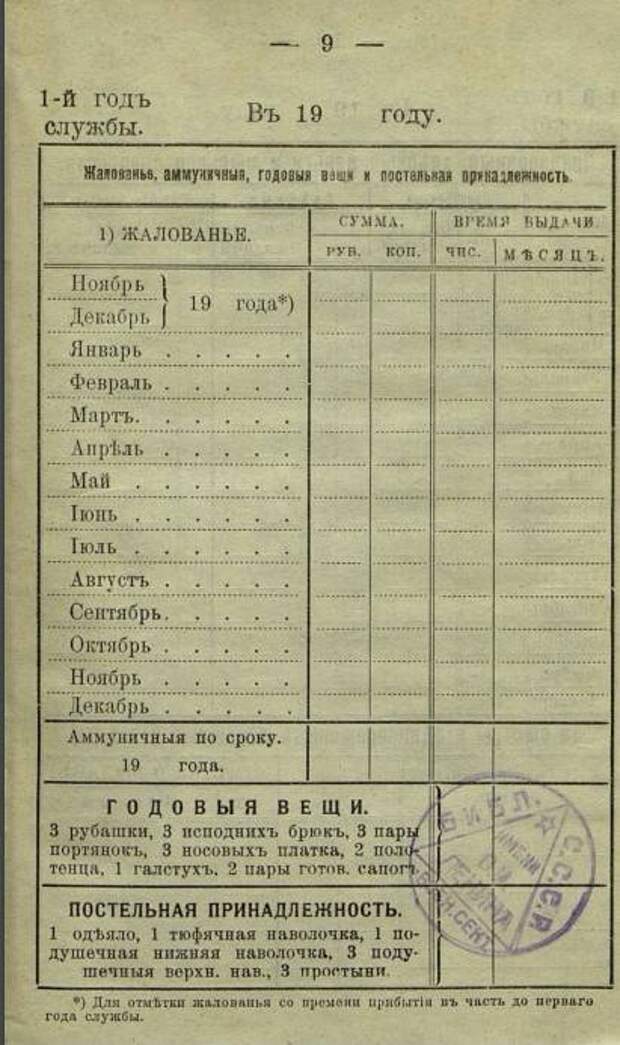 — 9 —
1-й годъ
службы.
Въ 19 году.
Жалованье, аммуничныя, годовыя вещи и постельная принадлежность.
1) ЖАЛОВАНЬЕ.
СУММА.
ВРЕМЯ ВЫДАЧИ.
РУБ.
КОП.
ЧИС.
МѢСЯЦЪ.
Ноябрь
Декабрь
19 года*)
Январь . . . . .
Февраль . . . . .
Мартъ. . . . . .
Апрѣль . . . . .
Май . . . . . .
Іюнь . . . . . .
Іюль . . . . . .
Августъ . . . . .
Сентябрь. . . . .
Октябрь . . . . .
Ноябрь . . . . .
Декабрь . . . . .
Аммуничныя по сроку.
19 года.
ГОДОВЫЯ ВЕЩИ.
3 рубашки, 3 исподнихъ брюкъ, 3 пары
портянокъ, 3 носовыхъ платка, 2 поло-
тенца, 1 галстухъ, 2 пары готов. сапогъ
ПОСТЕЛЬНАЯ ПРИНАДЛЕЖНОСТЬ.
1 одѣяло, 1 тюфячная наволочка, 1 по-
душечная нижняя наволочка, 3 поду-
шечныя верхн. нав., 3 простыни.
*) Для отмѣтки жалованья со времени прибытія въ часть до перваго
года службы.
БИБЛ.
С.С.С.Р.
ИМЕНИ
ЛЕНИНА